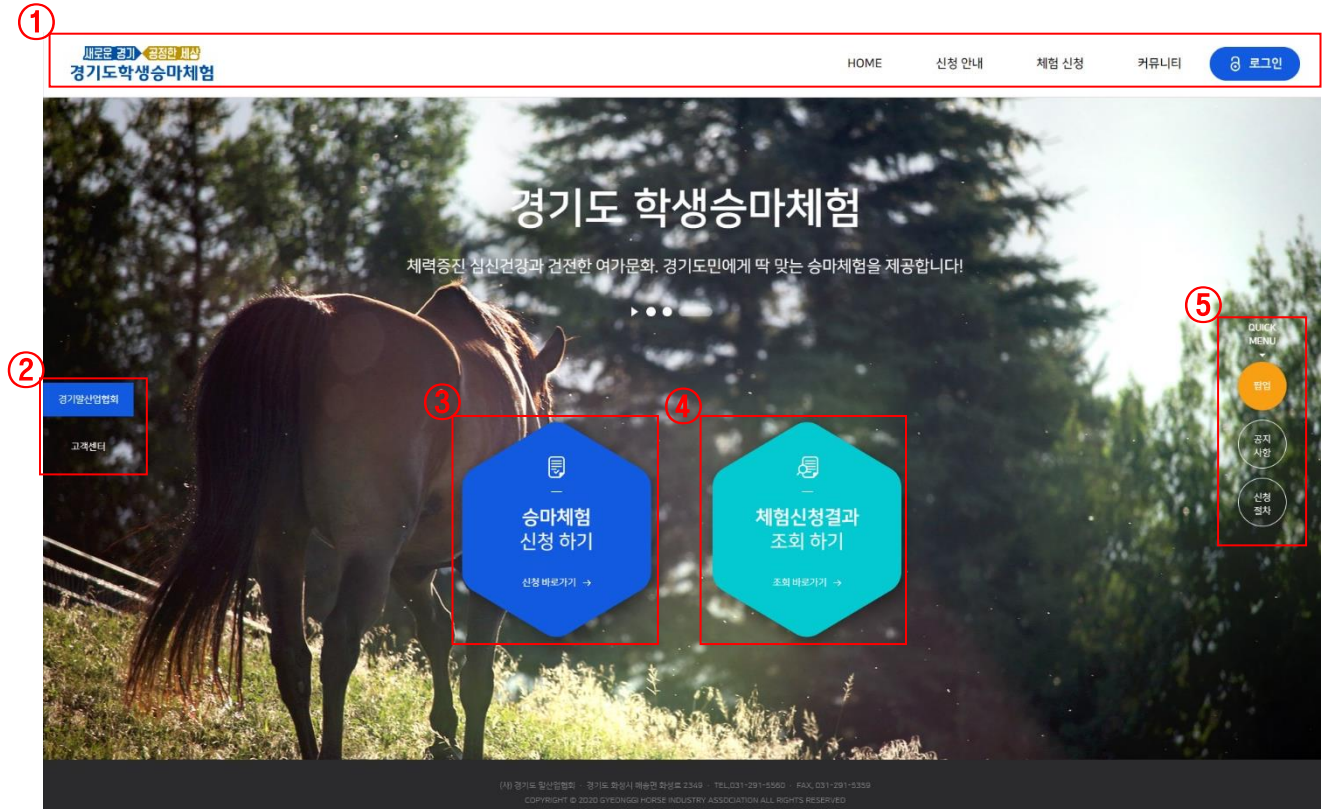 ①
새로운 경기 공정한 세상
경기도학생승마체험
HOME 신청 안내 체험 신청 커뮤니티 로그인
경기도 학생승마체험
체력증진 심신건강과 건전한 여가문화. 경기도민에게 딱 맞는 승마체험을 제공합니다!
②
경기말산업협회
고객센터
③
승마체험
신청 하기
신청 바로가기 →
④
체험신청결과
조회 하기
조회 바로가기 →
⑤
QUICK
MENU
팝업
공지
사항
신청
절차
(재) 경기도 말산업협회 · 경기도 화성시 매송면 화성로 2349 · TEL,031-291-5560 · FAX, 031-291-5359
COPYRIGHT © 2020 GYEONGGI HORSE INDUSTRY ASSOCIATION ALL RIGHTS RESERVED